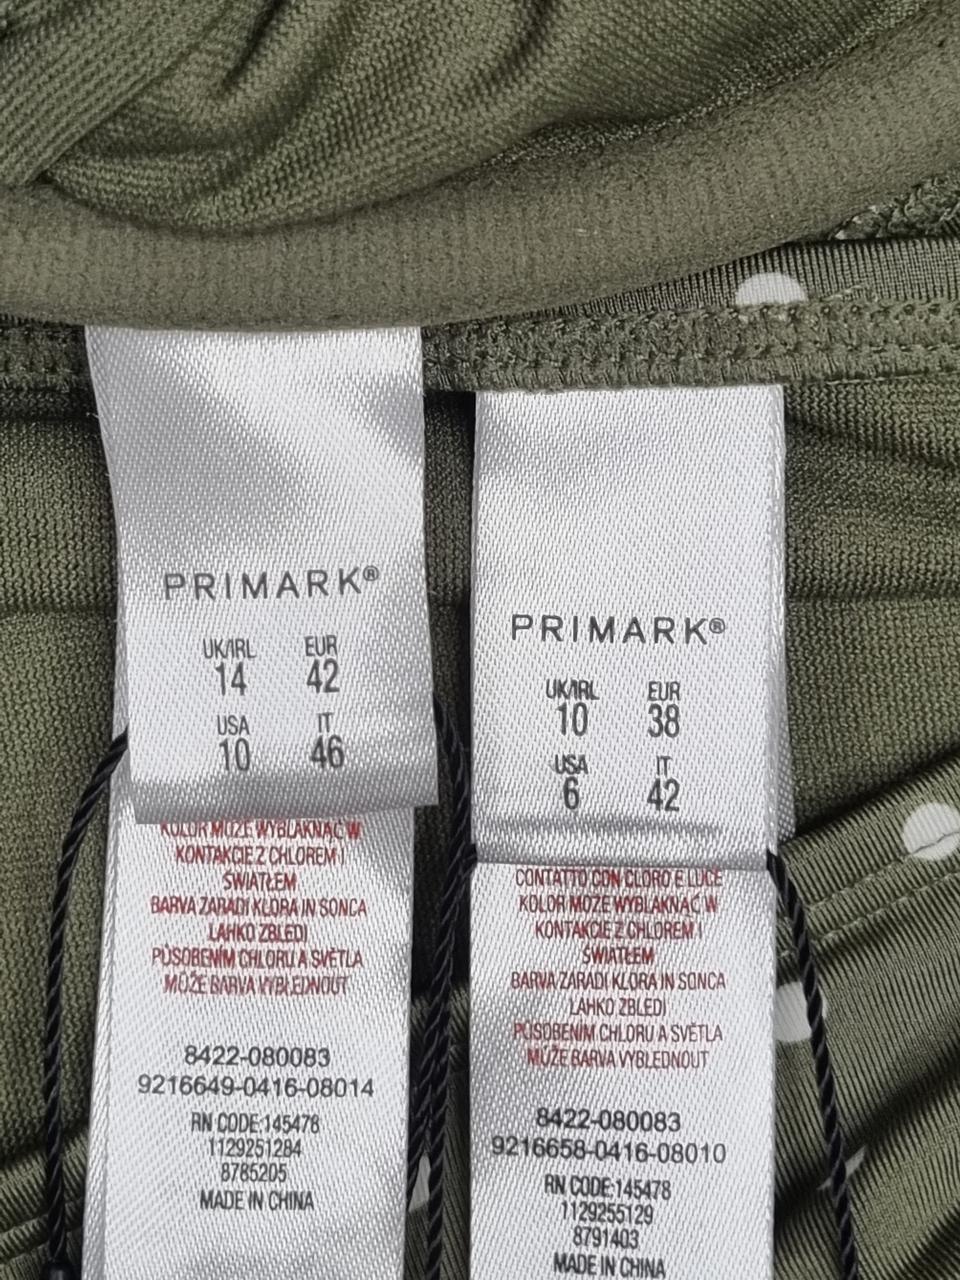 PRIMARK®
UK/IRL EUR
14 42
USA IT
10 46
KOLOR MOŻE WYBLAKNĄĆ W
KONTAKCIE Z CHLOREM I
ŚWIATŁEM
BARVA ZARADI KLORA IN SONCA
LAHKO ZBLEDI
PŮSOBENÍM CHLORU A SVĚTLA
MŮŽE BARVA VYBLEDNOUT
8422-080083
9216649-0416-08014
RN CODE:145478
1129251284
8785205
MADE IN CHINA
PRIMARK®
UK/IRL EUR
10 38
USA IT
6 42
CONTATTO CON CLORO E LUCE
KOLOR MOŻE WYBLAKNĄĆ W
KONTAKCIE Z CHLOREM I
ŚWIATŁEM
BARVA ZARADI KLORA IN SONCA
LAHKO ZBLEDI
PŮSOBENÍM CHLORU A SVĚTLA
MŮŽE BARVA VYBLEDNOUT
8422-080083
9216658-0416-08010
RN CODE:145478
1129255129
8791403
MADE IN CHINA